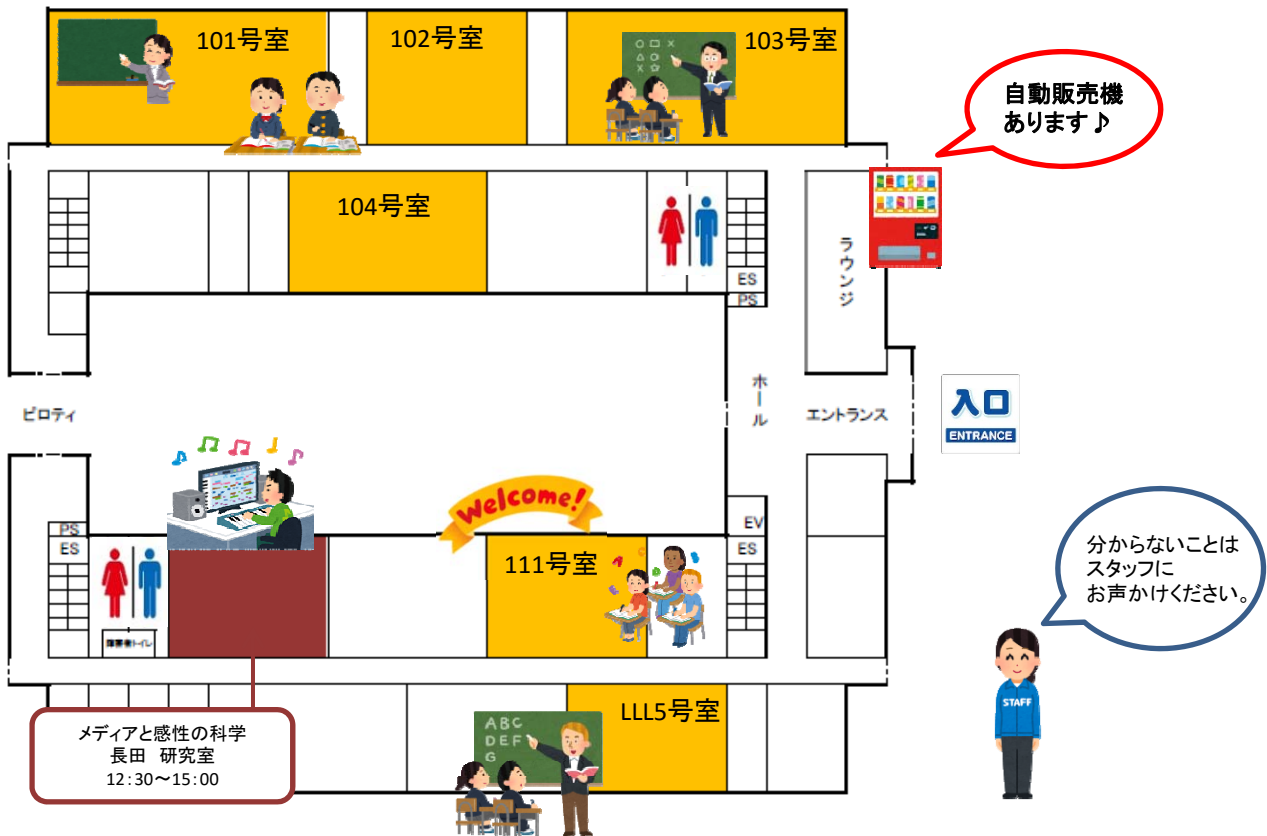 101号室
102号室
103号室
自動販売機
あります♪
104号室
ES
PS
ラウンジ
ホール
ピロティ
エントランス
入口
ENTRANCE
Welcome!
PS
ES
EV
ES
111号室
障害者トイレ
分からないことは
スタッフに
お声かけください。
STAFF
LLL5号室
ABC
DEF
G
メディアと感性の科学
長田 研究室
12:30～15:00